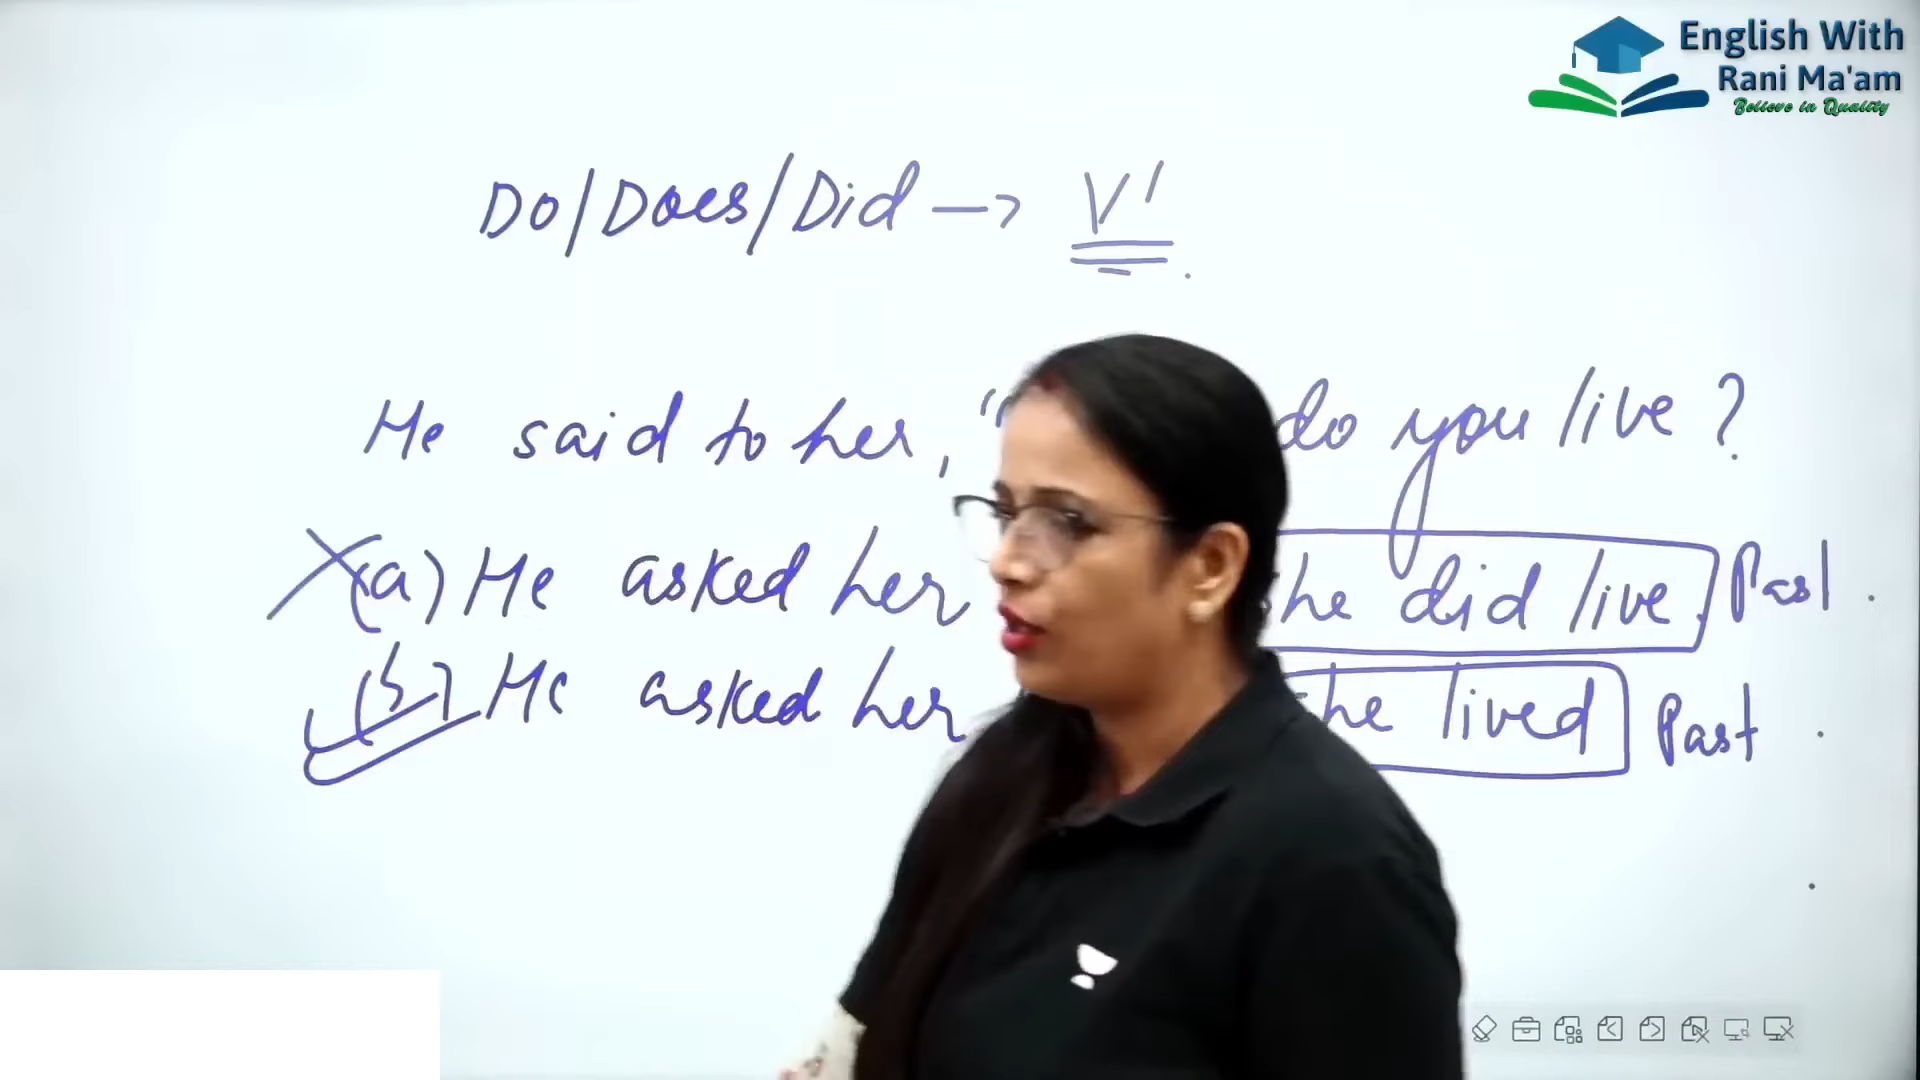 English With
Rani Ma'am
Believe in Quality
Do/Does/Did → V'
He said to her, " do you live?
(a) He asked her he did live. Past.
(b) He asked her he lived Past.